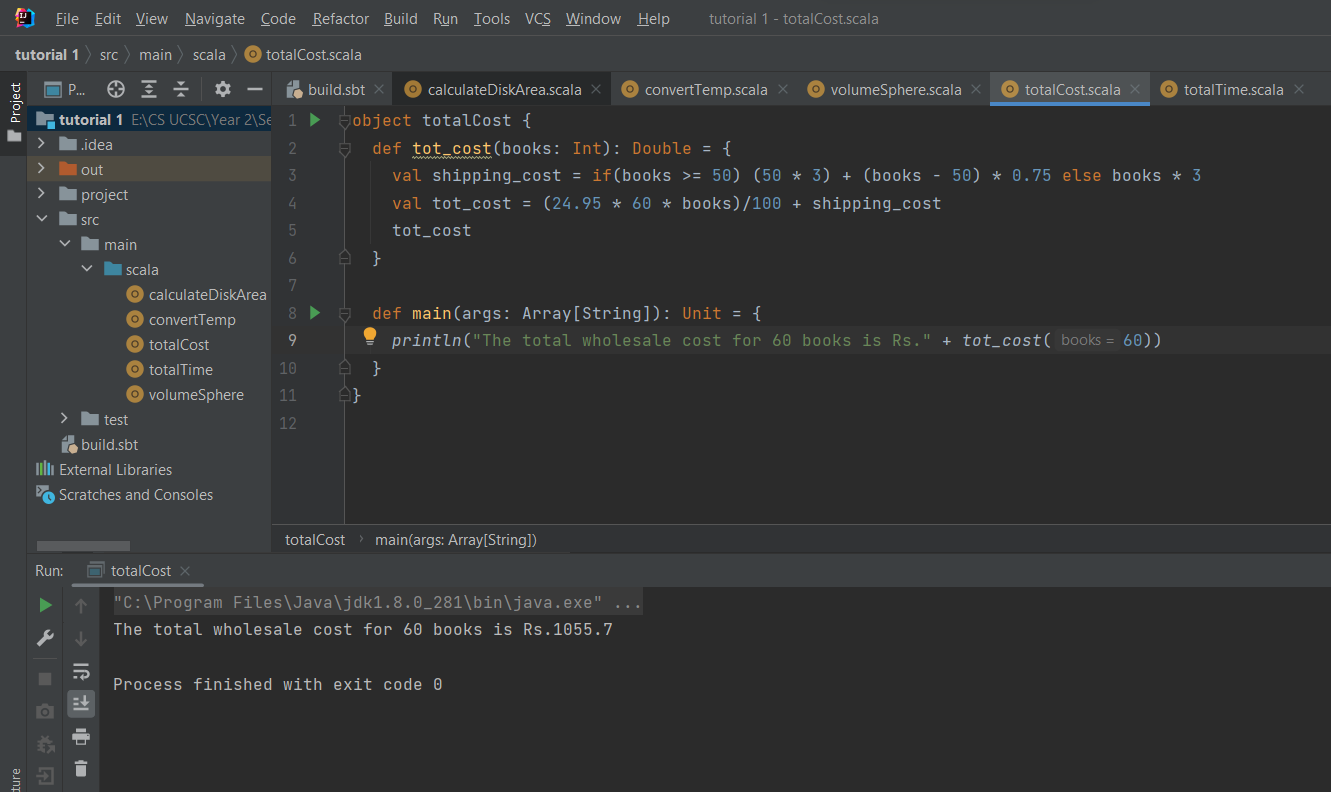 File Edit View Navigate Code Refactor Build Run Tools VCS Window Help tutorial 1 - totalCost.scala
tutorial 1 src main scala totalCost.scala
Project
P...
build.sbt calculateDiskArea.scala convertTemp.scala volumeSphere.scala totalCost.scala totalTime.scala
tutorial 1 E:\CS UCSC\Year 2\Se
.idea
out
project
src
main
scala
calculateDiskArea
convertTemp
totalCost
totalTime
volumeSphere
test
build.sbt
External Libraries
Scratches and Consoles
1 object totalCost {
2 def tot_cost(books: Int): Double = {
3 val shipping_cost = if(books >= 50) (50 * 3) + (books - 50) * 0.75 else books * 3
4 val tot_cost = (24.95 * 60 * books)/100 + shipping_cost
5 tot_cost
6 }
7
8 def main(args: Array[String]): Unit = {
9 println("The total wholesale cost for 60 books is Rs." + tot_cost( books = 60))
10 }
11 }
12
totalCost main(args: Array[String])
Run: totalCost
"C:\Program Files\Java\jdk1.8.0_281\bin\java.exe" ...
The total wholesale cost for 60 books is Rs.1055.7
Process finished with exit code 0
ture